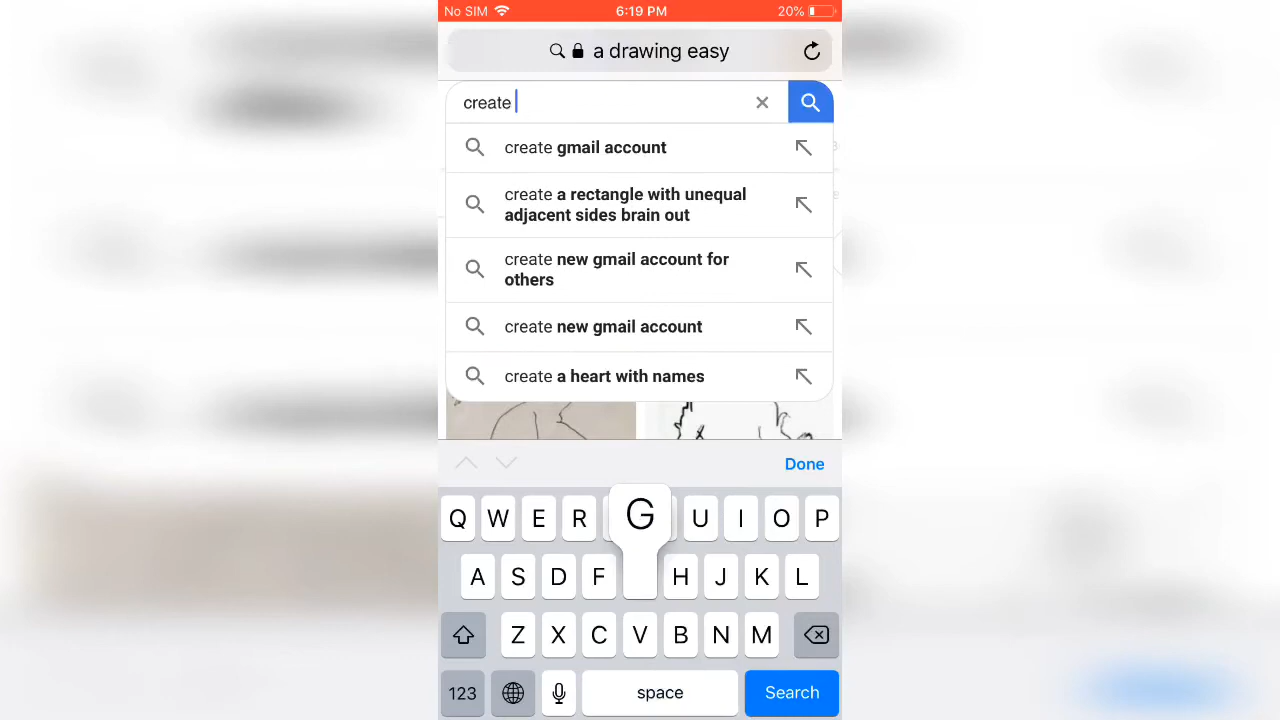 No SIM 6:19 PM 20%
a drawing easy
create
create gmail account
create a rectangle with unequal
adjacent sides brain out
create new gmail account for
others
create new gmail account
create a heart with names
Done
Q W E R G U I O P
A S D F H J K L
Z X C V B N M
123 space Search